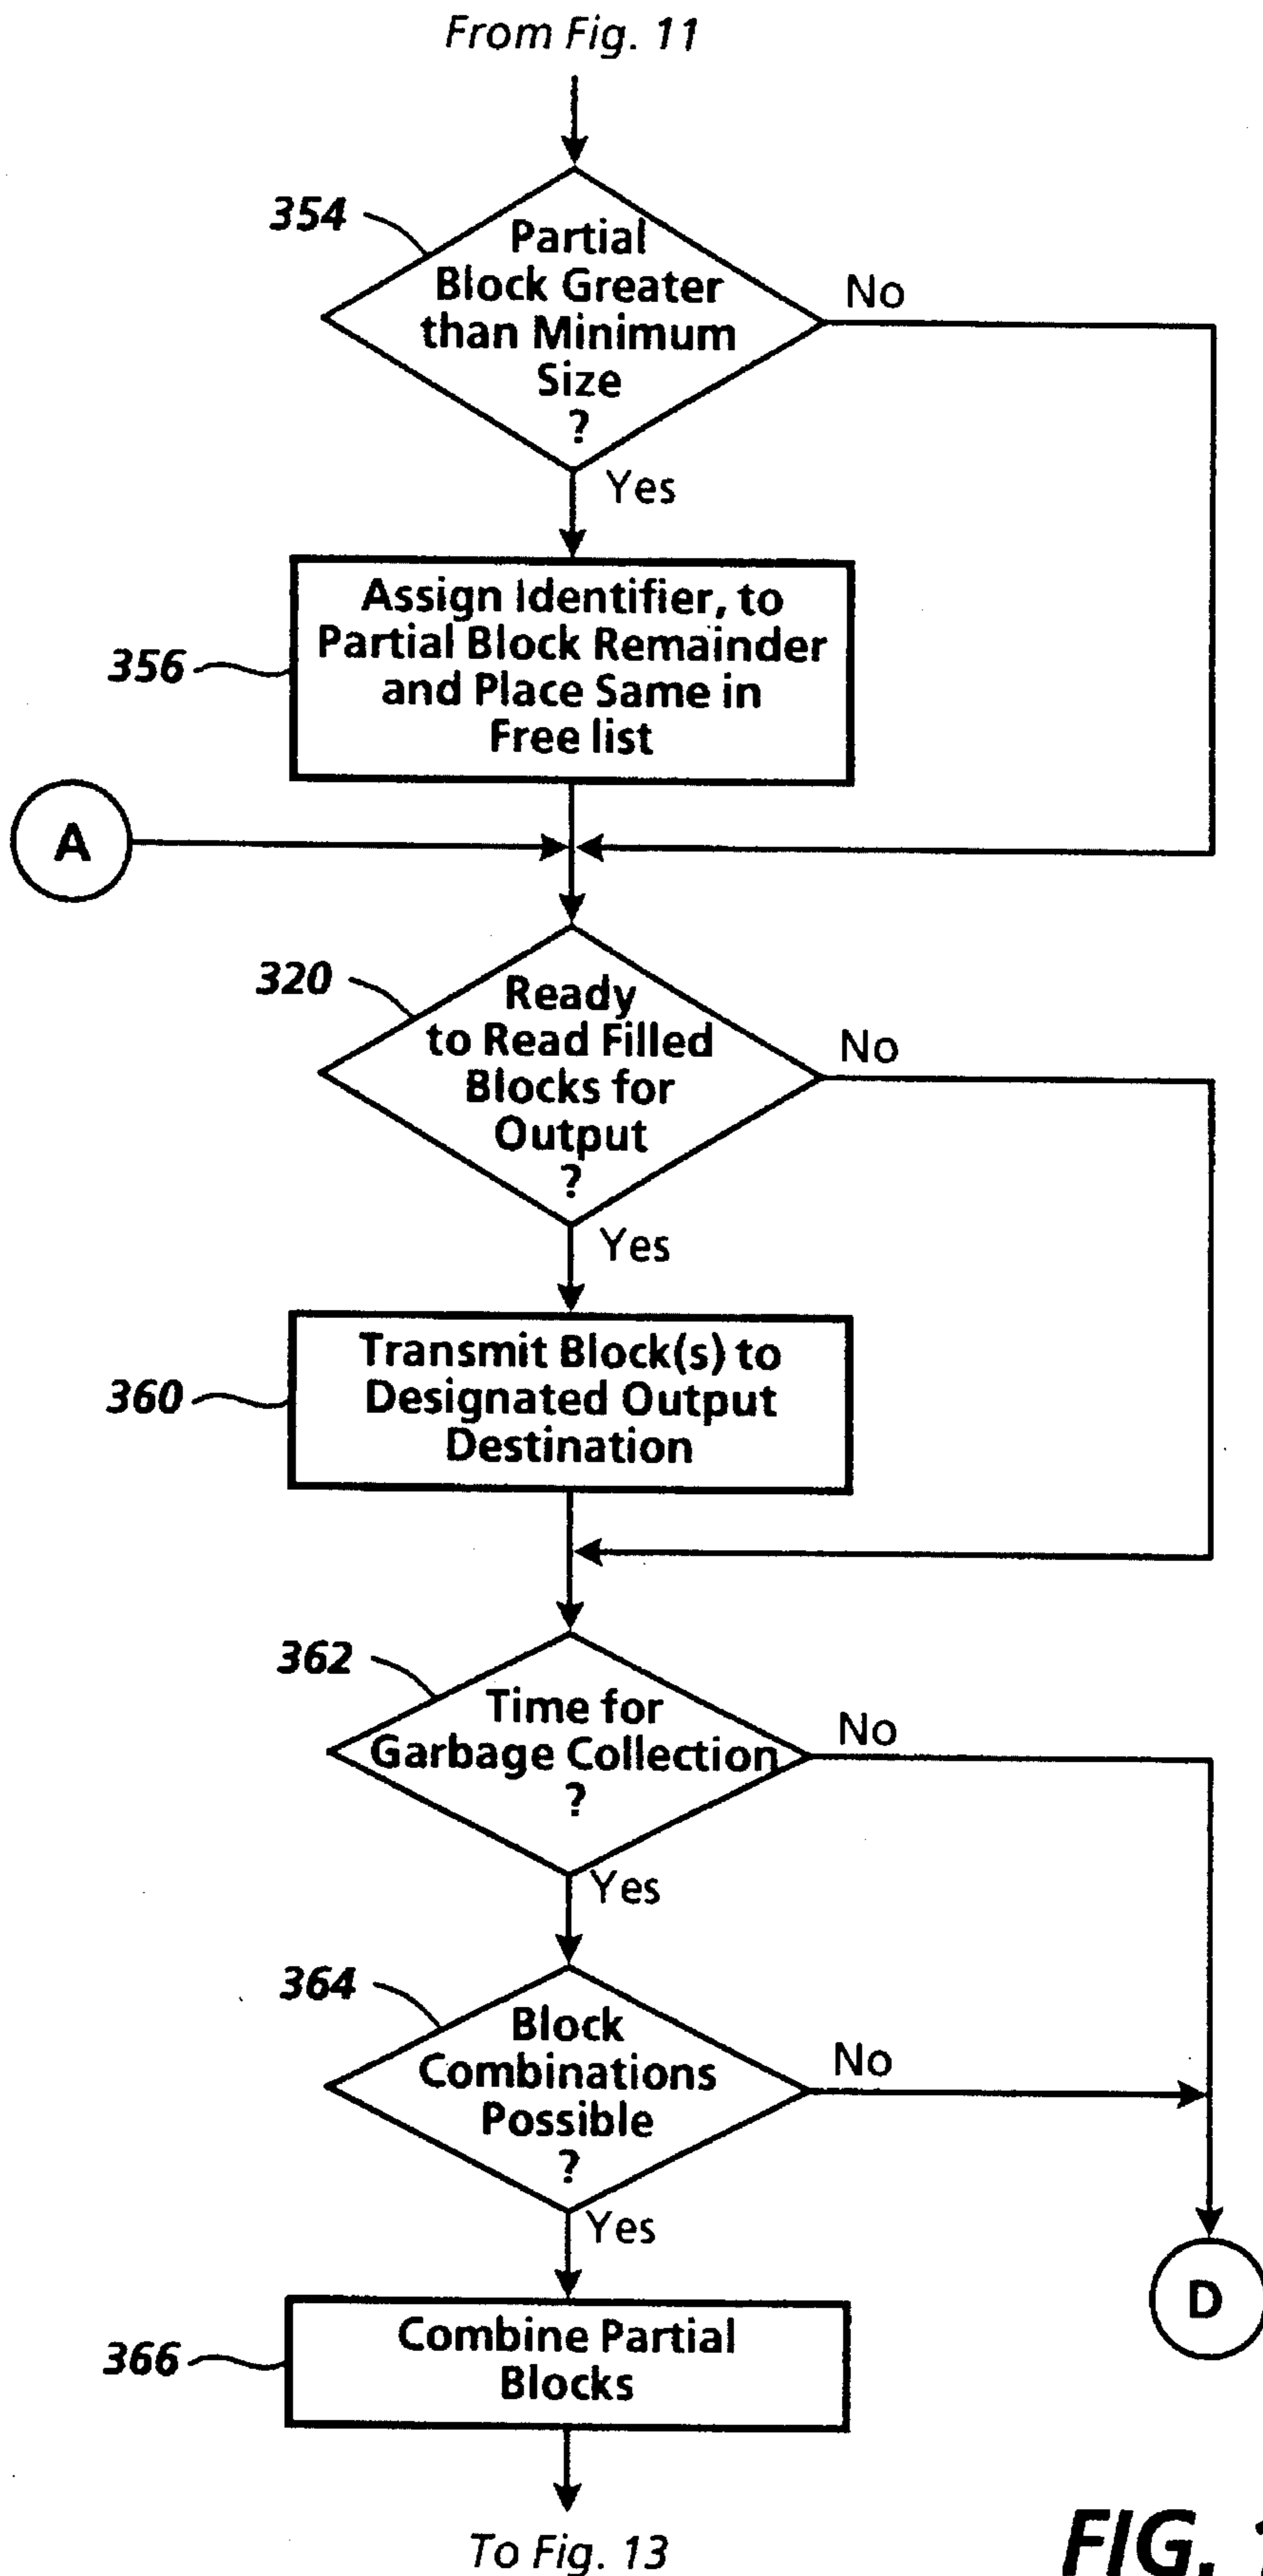 From Fig. 11
354
Partial
Block Greater
than Minimum
Size
?
No
Yes
356
Assign Identifier, to
Partial Block Remainder
and Place Same in
Free list
A
320
Ready
to Read Filled
Blocks for
Output
?
No
Yes
360
Transmit Block(s) to
Designated Output
Destination
362
Time for
Garbage Collection
?
No
Yes
364
Block
Combinations
Possible
?
No
Yes
D
366
Combine Partial
Blocks
To Fig. 13
FIG.